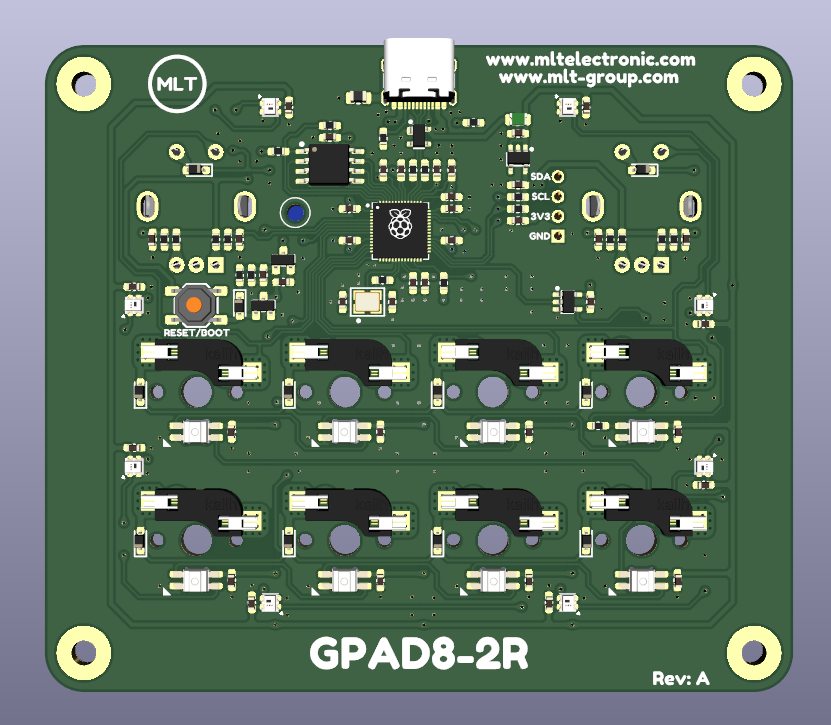 MLT
www.mltelectronic.com
www.mlt-group.com
SDA
SCL
3V3
GND
RESET/BOOT
GPAD8-2R
Rev: A